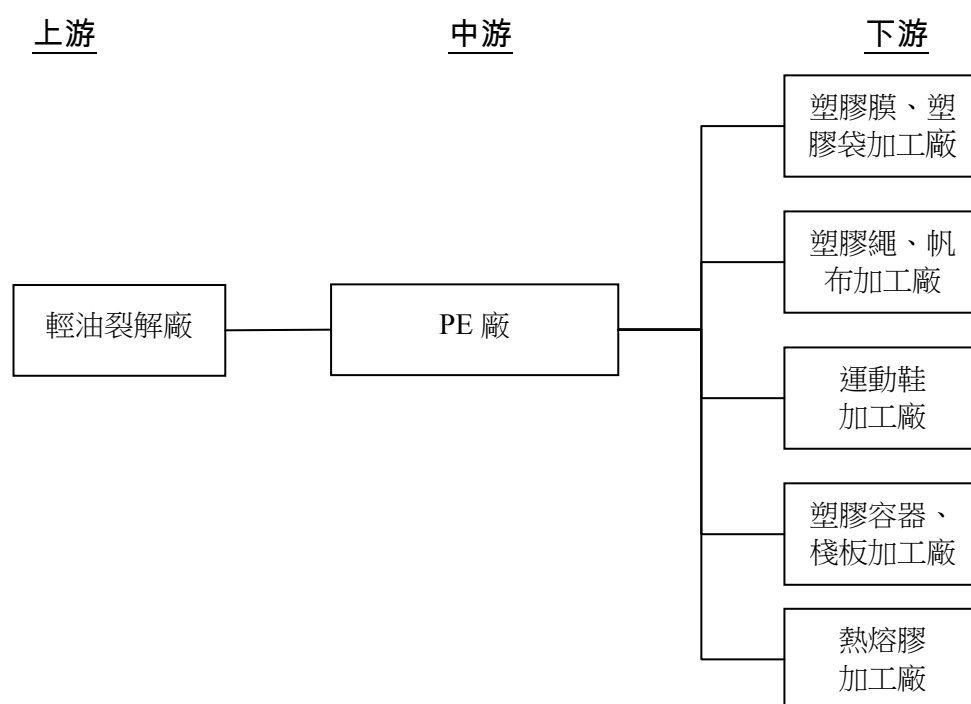 上游
中游
下游
塑膠膜、塑
膠袋加工廠
塑膠繩、帆
布加工廠
輕油裂解廠
PE 廠
運動鞋
加工廠
塑膠容器、
棧板加工廠
熱熔膠
加工廠